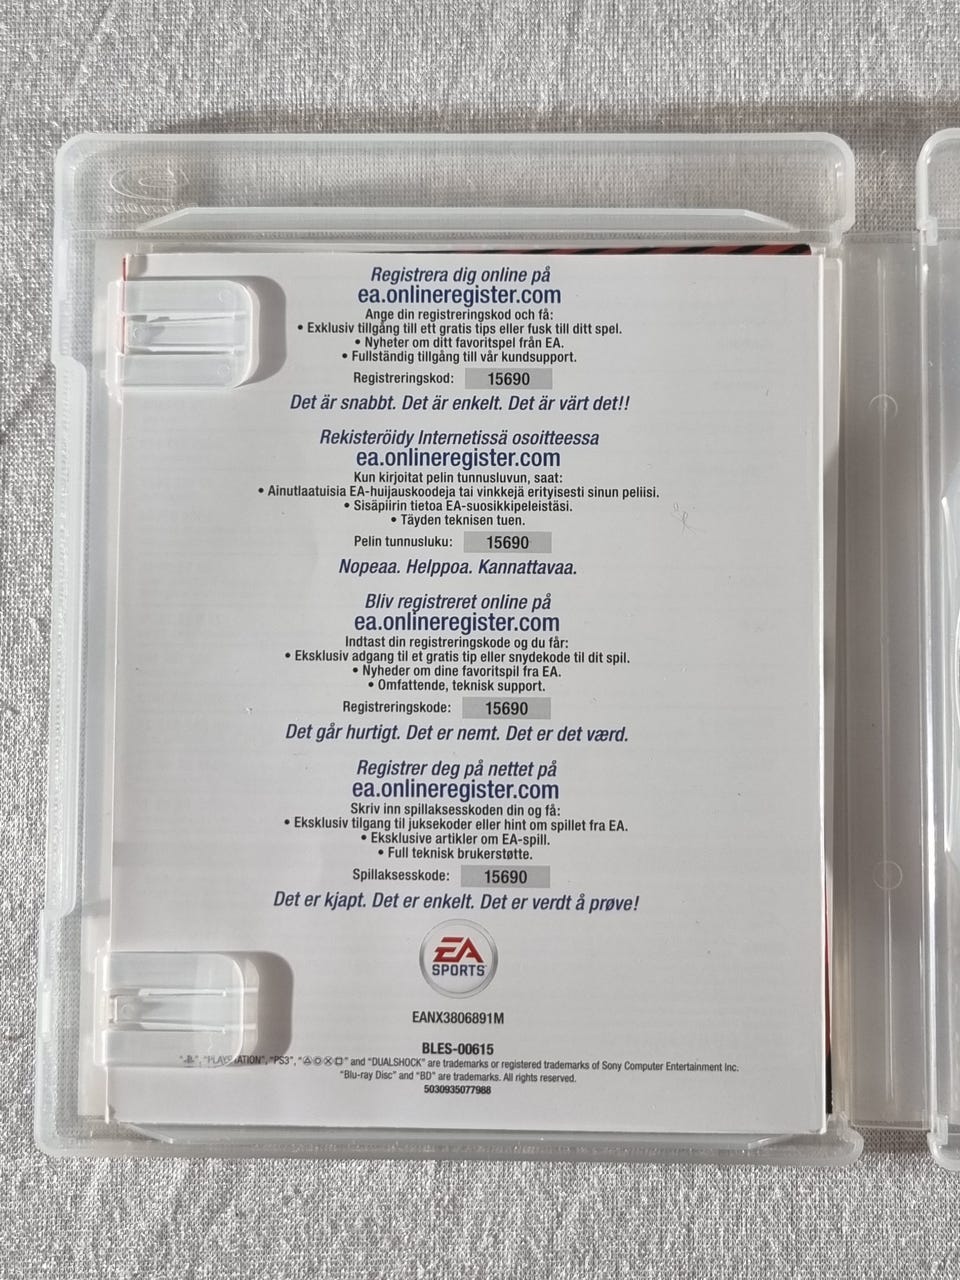 Registrera dig online på
ea.onlineregister.com
Ange din registreringskod och få:
• Exklusiv tillgång till ett gratis tips eller fusk till ditt spel.
• Nyheter om ditt favoritspel från EA.
• Fullständig tillgång till vår kundsupport.
Registreringskod: 15690
Det är snabbt. Det är enkelt. Det är värt det!!
Rekisteröidy Internetissä osoitteessa
ea.onlineregister.com
Kun kirjoitat pelin tunnusluvun, saat:
• Ainutlaatuisia EA-huijauskoodeja tai vinkkejä erityisesti sinun peliisi.
• Sisäpiirin tietoa EA-suosikkipeleistäsi.
• Täyden teknisen tuen.
Pelin tunnusluku: 15690
Nopeaa. Helppoa. Kannattavaa.
Bliv registreret online på
ea.onlineregister.com
Indtast din registreringskode og du får:
• Eksklusiv adgang til et gratis tip eller snydekode til dit spil.
• Nyheder om dine favoritspil fra EA.
• Omfattende, teknisk support.
Registreringskode: 15690
Det går hurtigt. Det er nemt. Det er det værd.
Registrer deg på nettet på
ea.onlineregister.com
Skriv inn spillaksesskoden din og få:
• Eksklusiv tilgang til juksekoder eller hint om spillet fra EA.
• Eksklusive artikler om EA-spill.
• Full teknisk brukerstøtte.
Spillaksesskode: 15690
Det er kjapt. Det er enkelt. Det er verdt å prøve!
EA
SPORTS
EANX3806891M
BLES-00615
"PLAYSTATION", "PS3", "△○✕□" and "DUALSHOCK" are trademarks or registered trademarks of Sony Computer Entertainment Inc.
"Blu-ray Disc" and "BD" are trademarks. All rights reserved.
5030935077988